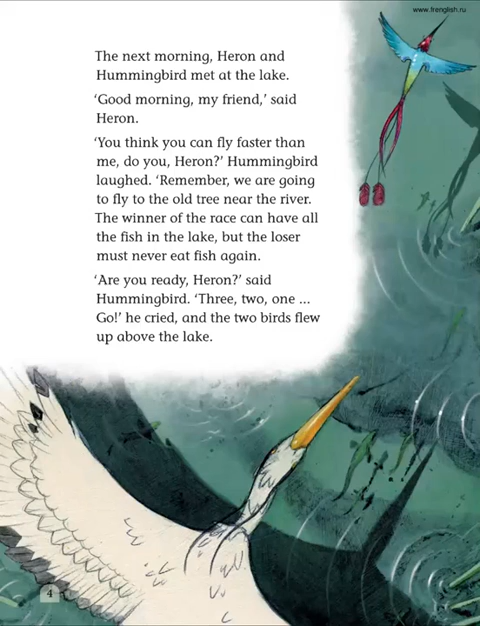 www.frenglish.ru
The next morning, Heron and
Hummingbird met at the lake.
‘Good morning, my friend,’ said
Heron.
‘You think you can fly faster than
me, do you, Heron?’ Hummingbird
laughed. ‘Remember, we are going
to fly to the old tree near the river.
The winner of the race can have all
the fish in the lake, but the loser
must never eat fish again.
‘Are you ready, Heron?’ said
Hummingbird. ‘Three, two, one ...
Go!’ he cried, and the two birds flew
up above the lake.
4